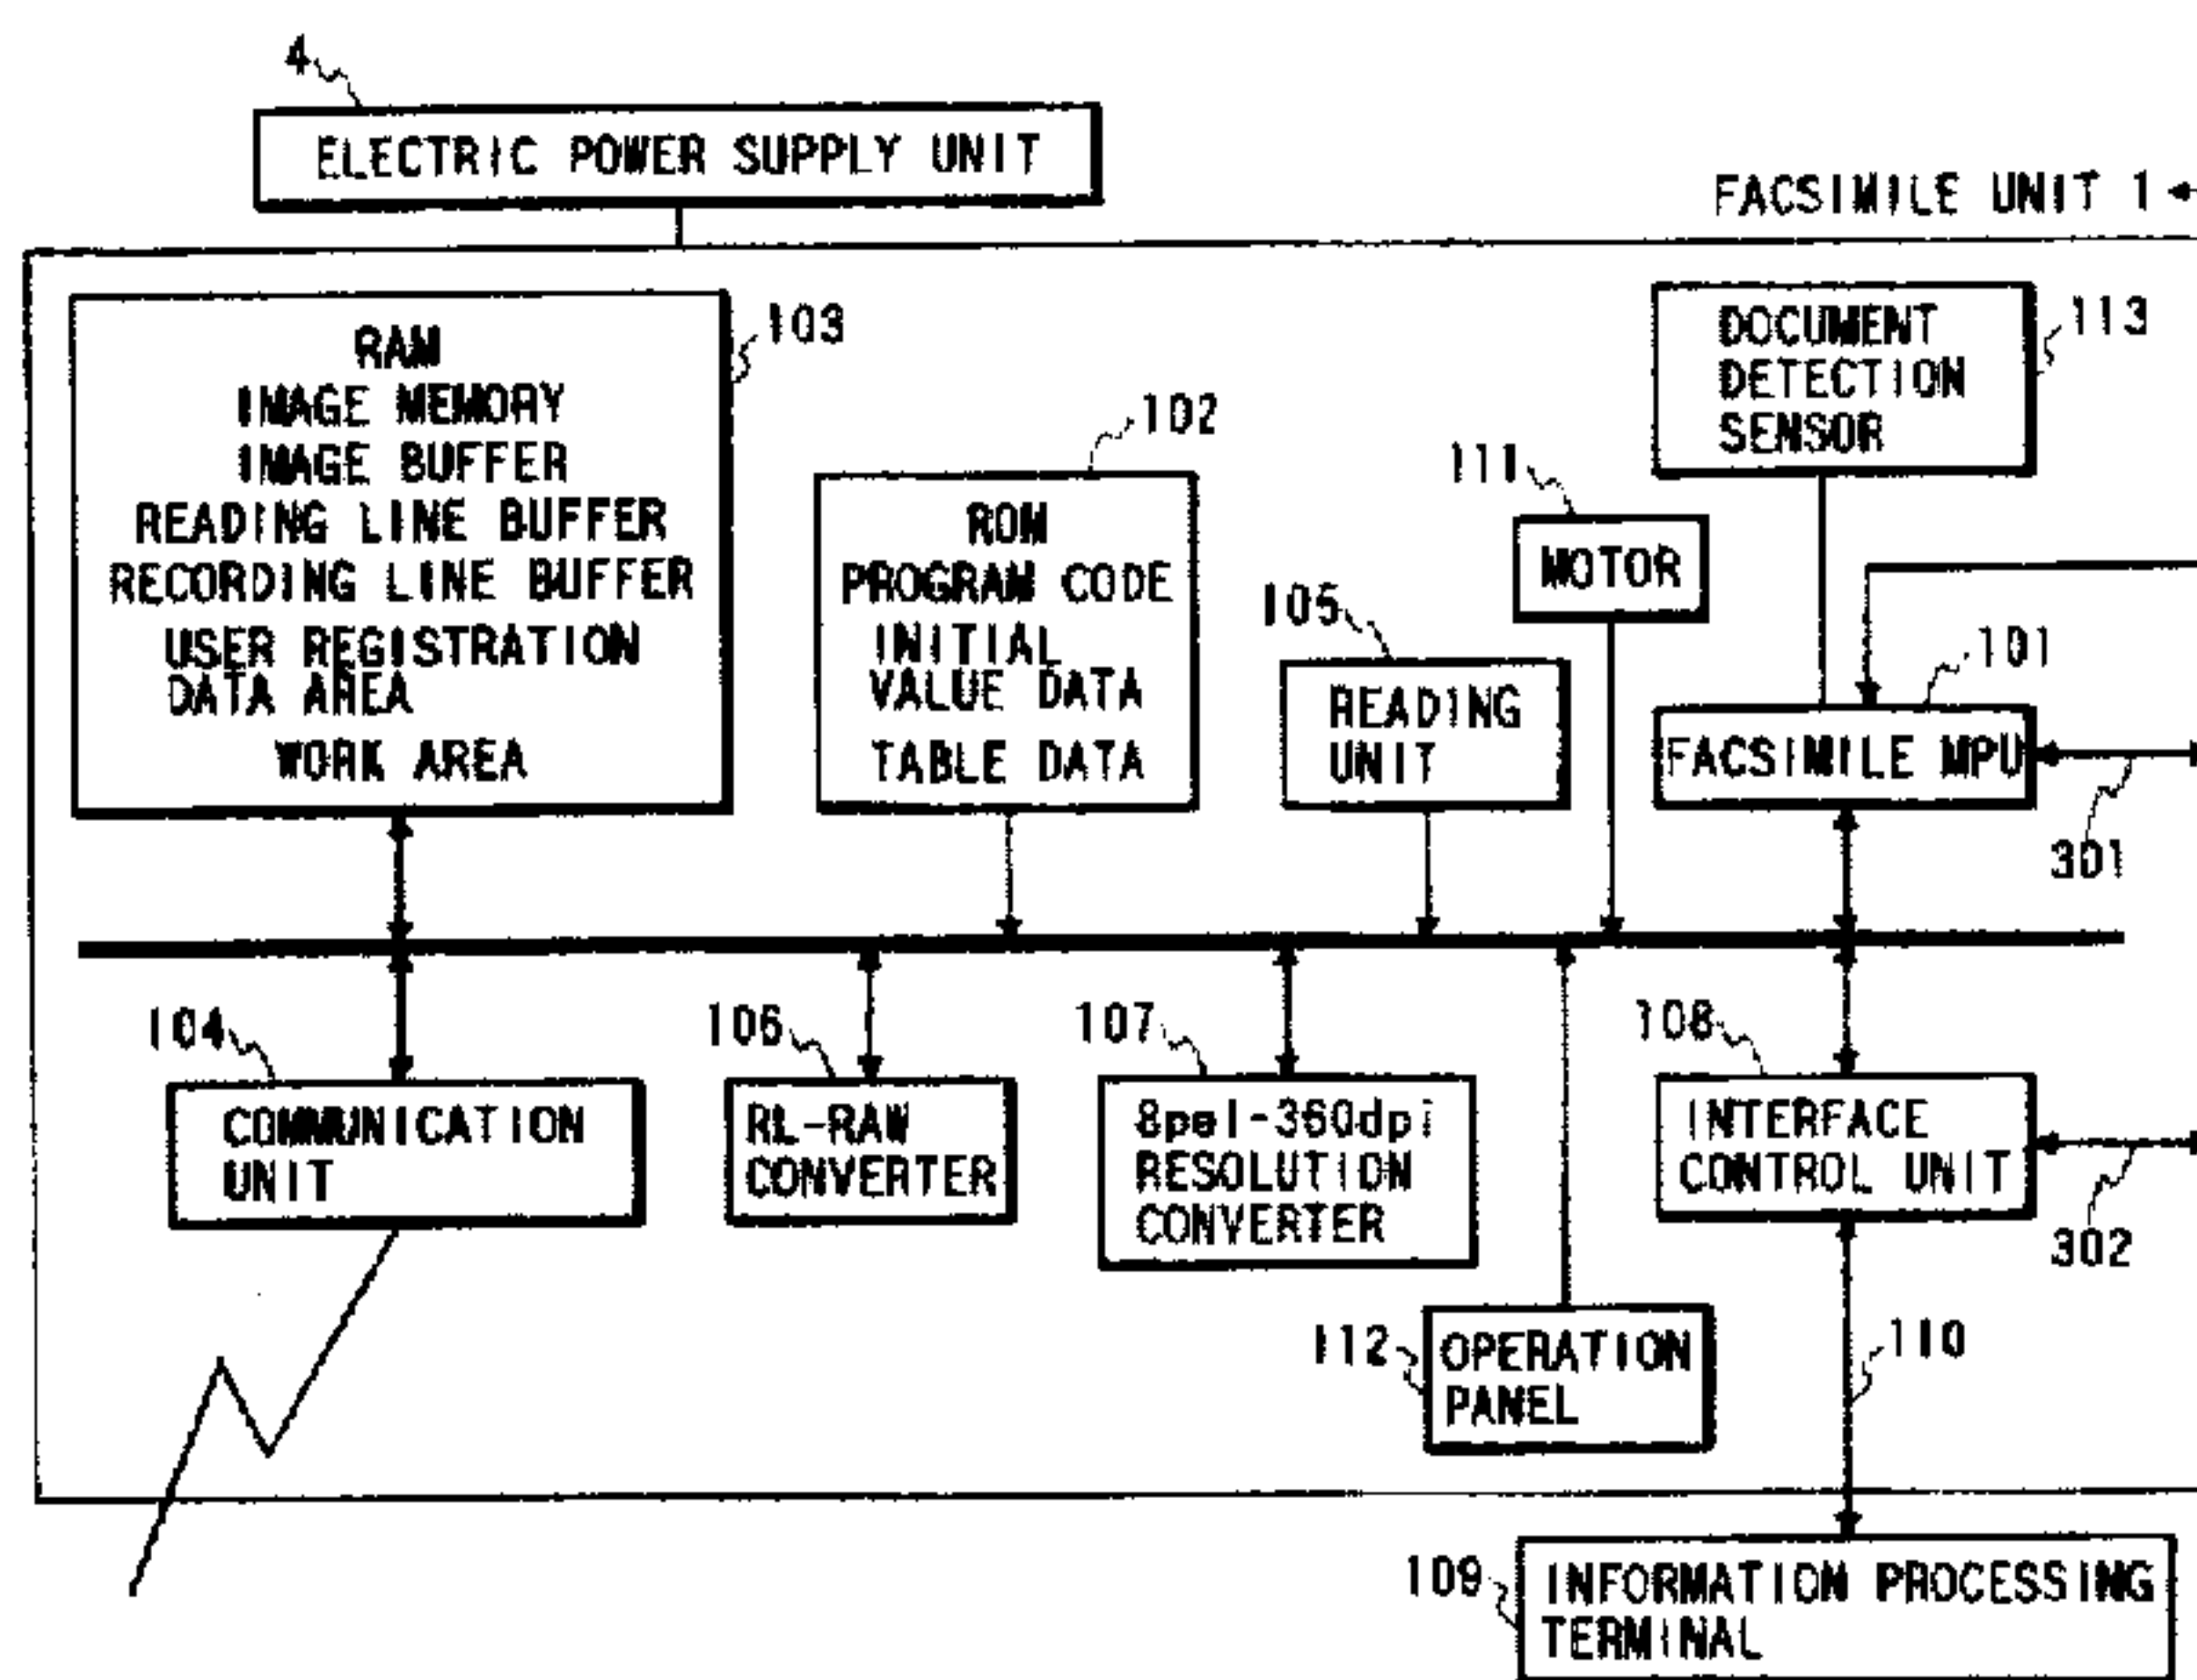 4
ELECTRIC POWER SUPPLY UNIT
FACSIMILE UNIT 1
RAM
IMAGE MEMORY
IMAGE BUFFER
READING LINE BUFFER
RECORDING LINE BUFFER
USER REGISTRATION
DATA AREA
WORK AREA
103
102
ROM
PROGRAM CODE
INITIAL
VALUE DATA
TABLE DATA
105
READING
UNIT
111
MOTOR
DOCUMENT
DETECTION
SENSOR
113
101
FACSIMILE MPU
301
104
COMMUNICATION
UNIT
106
RL-RAW
CONVERTER
107
8pel-360dpi
RESOLUTION
CONVERTER
108
INTERFACE
CONTROL UNIT
302
112
OPERATION
PANEL
110
109
INFORMATION PROCESSING
TERMINAL